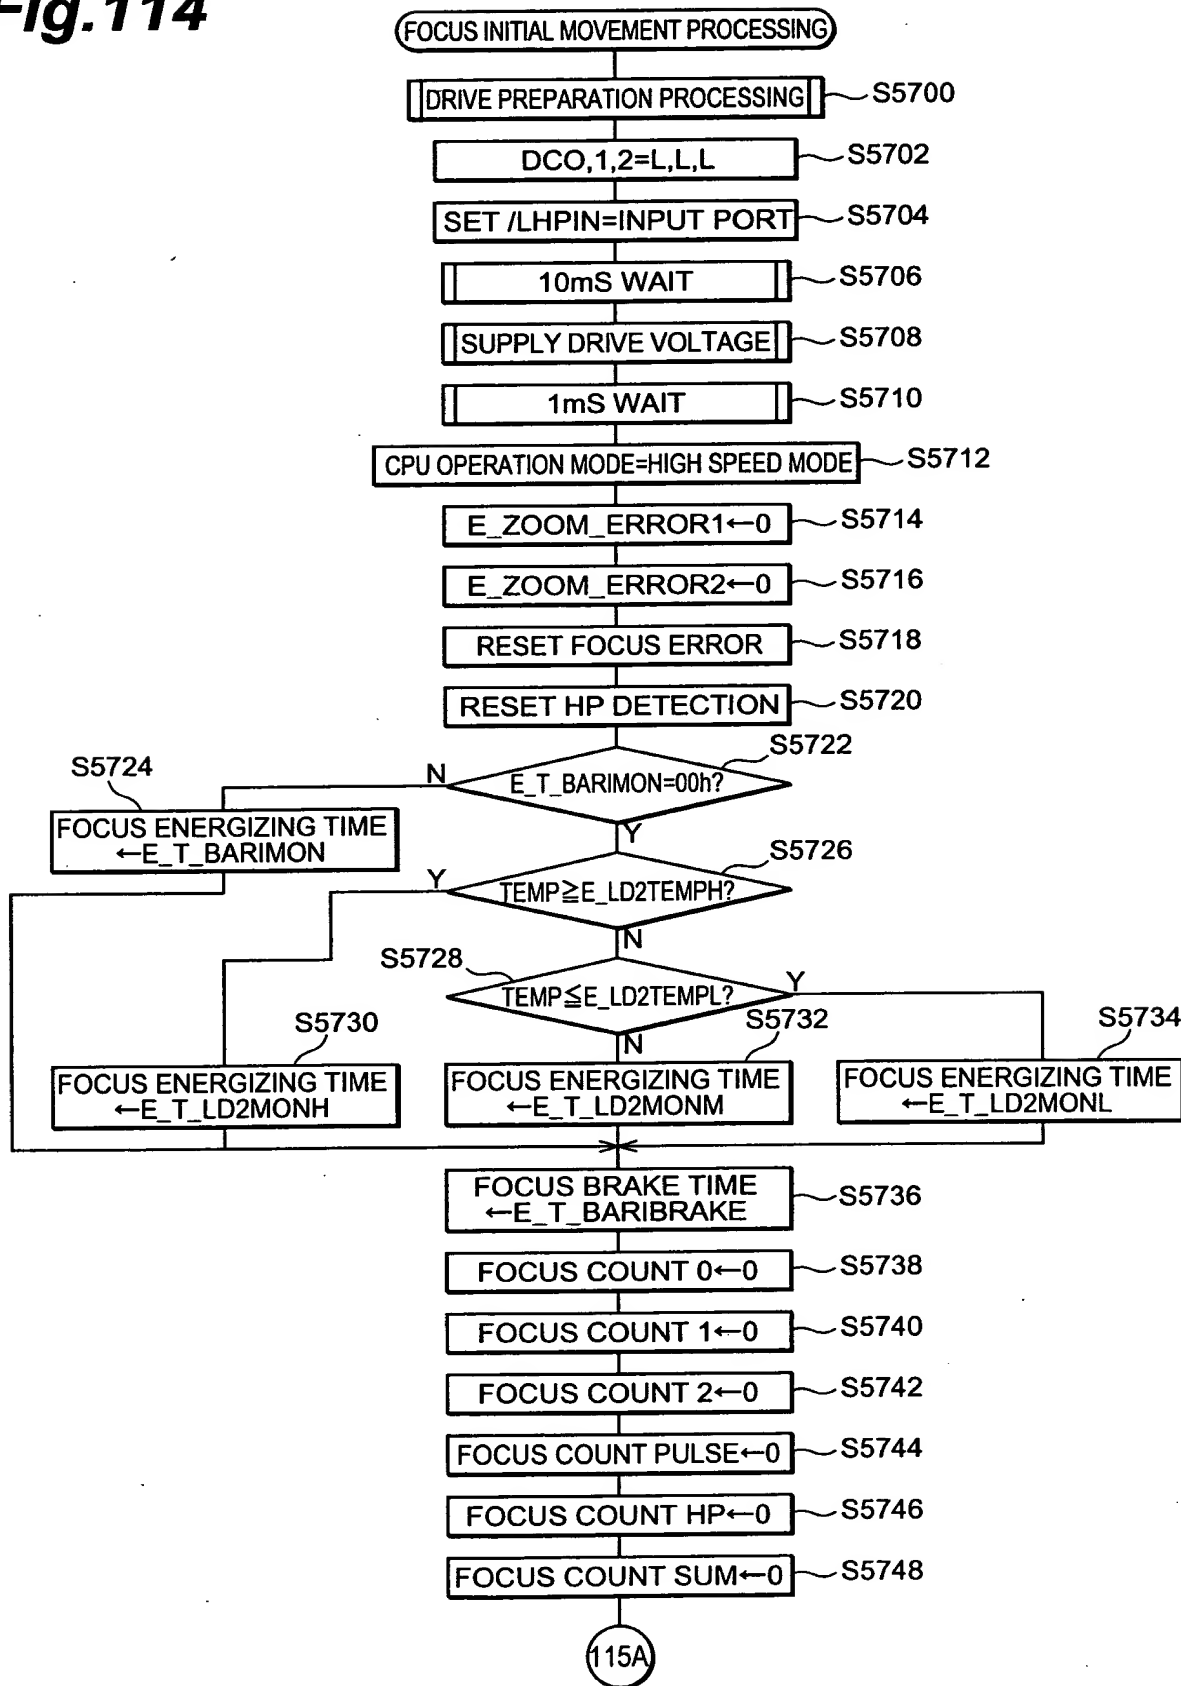 Fig.114
FOCUS INITIAL MOVEMENT PROCESSING
DRIVE PREPARATION PROCESSING
S5700
DCO,1,2=L,L,L
S5702
SET /LHPIN=INPUT PORT
S5704
10mS WAIT
S5706
SUPPLY DRIVE VOLTAGE
S5708
1mS WAIT
S5710
CPU OPERATION MODE=HIGH SPEED MODE
S5712
E_ZOOM_ERROR1←0
S5714
E_ZOOM_ERROR2←0
S5716
RESET FOCUS ERROR
S5718
RESET HP DETECTION
S5720
S5722
E_T_BARIMON=00h?
N
Y
S5724
FOCUS ENERGIZING TIME
←E_T_BARIMON
S5726
TEMP≧E_LD2TEMPH?
Y
N
S5728
TEMP≦E_LD2TEMPL?
Y
N
S5730
FOCUS ENERGIZING TIME
←E_T_LD2MONH
S5732
FOCUS ENERGIZING TIME
←E_T_LD2MONM
S5734
FOCUS ENERGIZING TIME
←E_T_LD2MONL
FOCUS BRAKE TIME
←E_T_BARIBRAKE
S5736
FOCUS COUNT 0←0
S5738
FOCUS COUNT 1←0
S5740
FOCUS COUNT 2←0
S5742
FOCUS COUNT PULSE←0
S5744
FOCUS COUNT HP←0
S5746
FOCUS COUNT SUM←0
S5748
115A